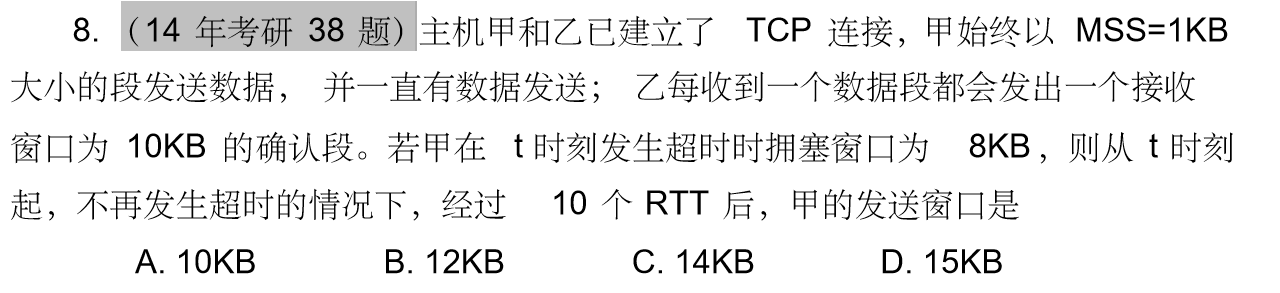 8. (14 年考研 38 题) 主机甲和乙已建立了 TCP 连接, 甲始终以 MSS=1KB
大小的段发送数据, 并一直有数据发送; 乙每收到一个数据段都会发出一个接收
窗口为 10KB 的确认段。若甲在 t 时刻发生超时时拥塞窗口为 8KB, 则从 t 时刻
起, 不再发生超时的情况下, 经过 10 个 RTT 后, 甲的发送窗口是
A. 10KB B. 12KB C. 14KB D. 15KB